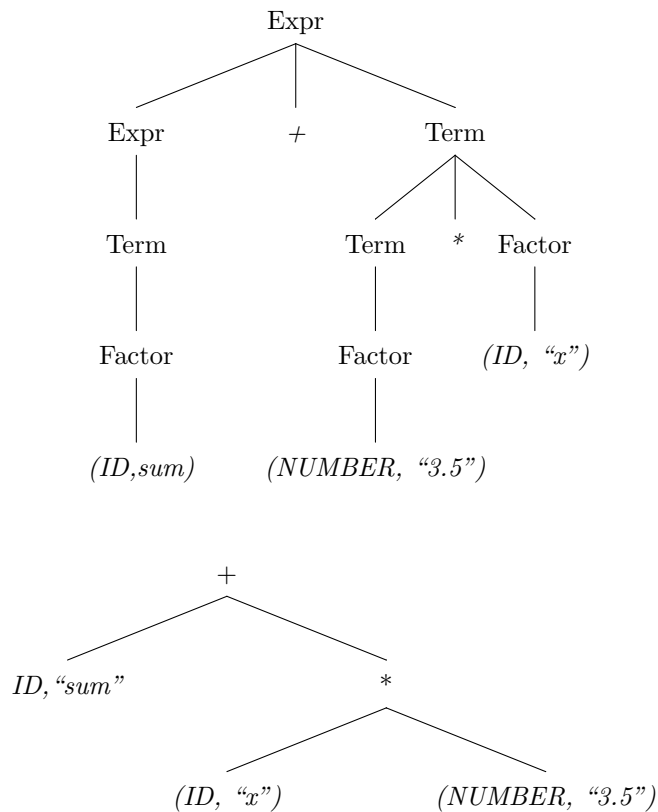 Expr
Expr + Term
Term Term * Factor
Factor Factor (ID, “x”)
(ID,sum) (NUMBER, “3.5”)
+
ID,“sum” *
(ID, “x”) (NUMBER, “3.5”)